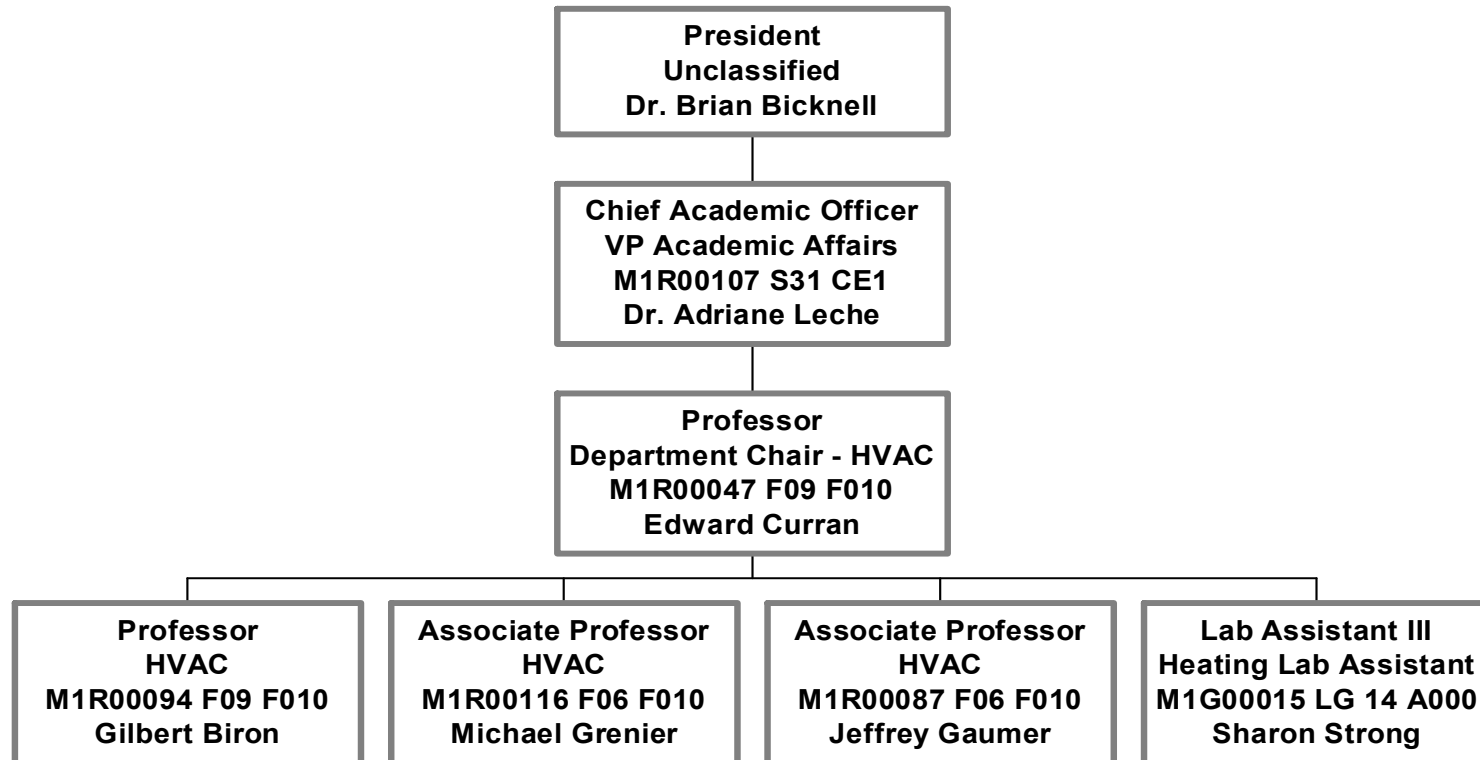 President
Unclassified
Dr. Brian Bicknell
Chief Academic Officer
VP Academic Affairs
M1R00107 S31 CE1
Dr. Adriane Leche
Professor
Department Chair - HVAC
M1R00047 F09 F010
Edward Curran
Professor
HVAC
M1R00094 F09 F010
Gilbert Biron
Associate Professor
HVAC
M1R00116 F06 F010
Michael Grenier
Associate Professor
HVAC
M1R00087 F06 F010
Jeffrey Gaumer
Lab Assistant III
Heating Lab Assistant
M1G00015 LG 14 A000
Sharon Strong